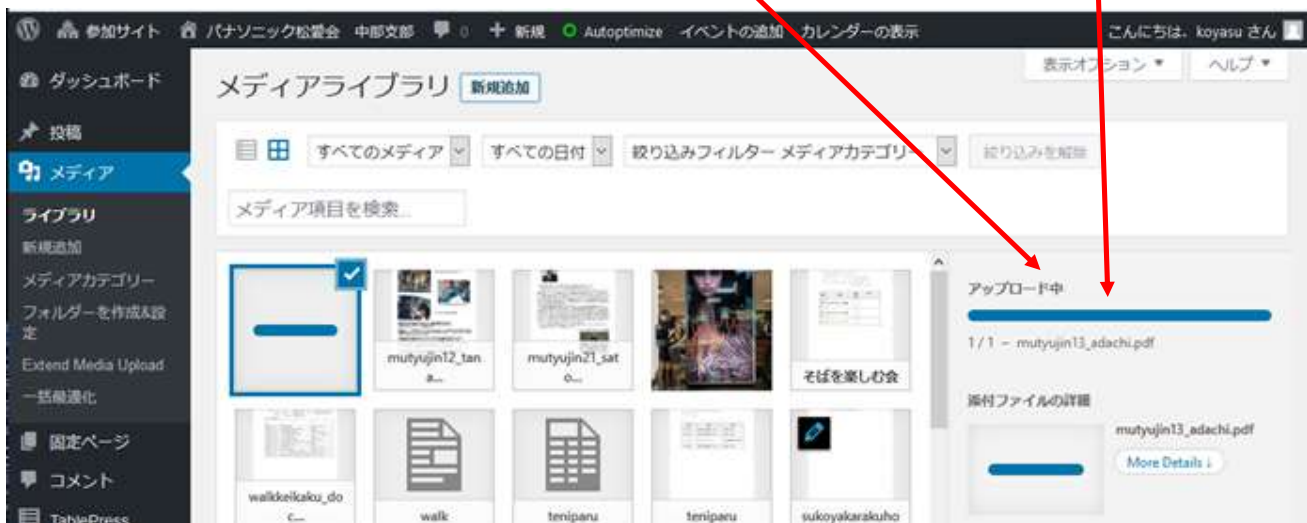 参加サイト パナソニック松愛会 中部支部 0 + 新規 Autoptimize イベントの追加 カレンダーの表示 こんにちは、koyasu さん
表示オプション ▼ ヘルプ ▼
ダッシュボード
投稿
メディア
ライブラリ
新規追加
メディアカテゴリー
フォルダーを作成&設
定
Extend Media Upload
一括最適化
固定ページ
コメント
TablePress
メディアライブラリ 新規追加
すべてのメディア すべての日付 絞り込みフィルター メディアカテゴリー 絞り込みを解除
メディア項目を検索...
mutyujin12_tan
a...
mutyujin21_sat
o...
そばを楽しむ会
walkkeikaku_do
c...
walk
teniparu
teniparu
sukoyakarakuho
アップロード中
1 / 1 – mutyujin13_adachi.pdf
添付ファイルの詳細
mutyujin13_adachi.pdf
More Details ↓